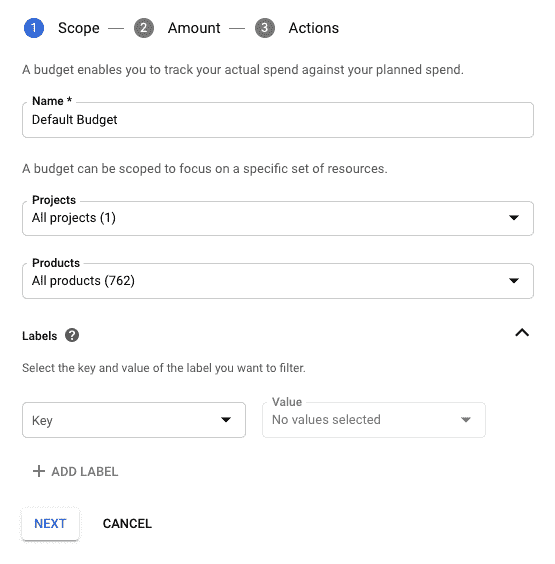 1 Scope — 2 Amount — 3 Actions
A budget enables you to track your actual spend against your planned spend.
Name *
Default Budget
A budget can be scoped to focus on a specific set of resources.
Projects
All projects (1)
Products
All products (762)
Labels ?
Select the key and value of the label you want to filter.
Key
Value
No values selected
+ ADD LABEL
NEXT CANCEL